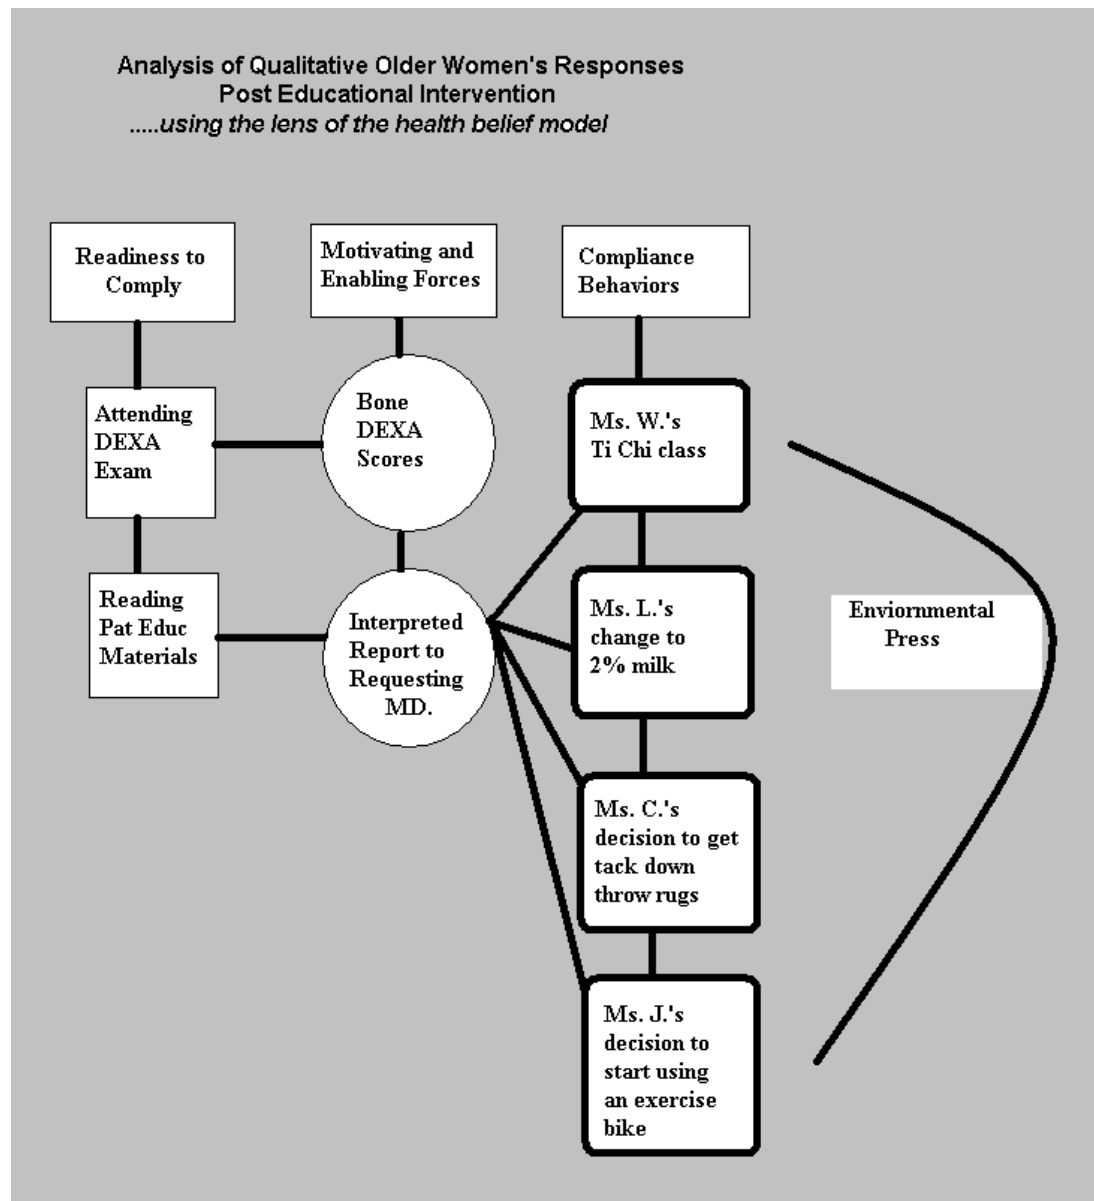 Analysis of Qualitative Older Women's Responses
Post Educational Intervention
.....using the lens of the health belief model
Readiness to
Comply
Motivating and
Enabling Forces
Compliance
Behaviors
Attending
DEXA
Exam
Bone
DEXA
Scores
Ms. W.'s
Ti Chi class
Reading
Pat Educ
Materials
Interpreted
Report to
Requesting
MD.
Ms. L.'s
change to
2% milk
Enviornmental
Press
Ms. C.'s
decision to get
tack down
throw rugs
Ms. J.'s
decision to
start using
an exercise
bike